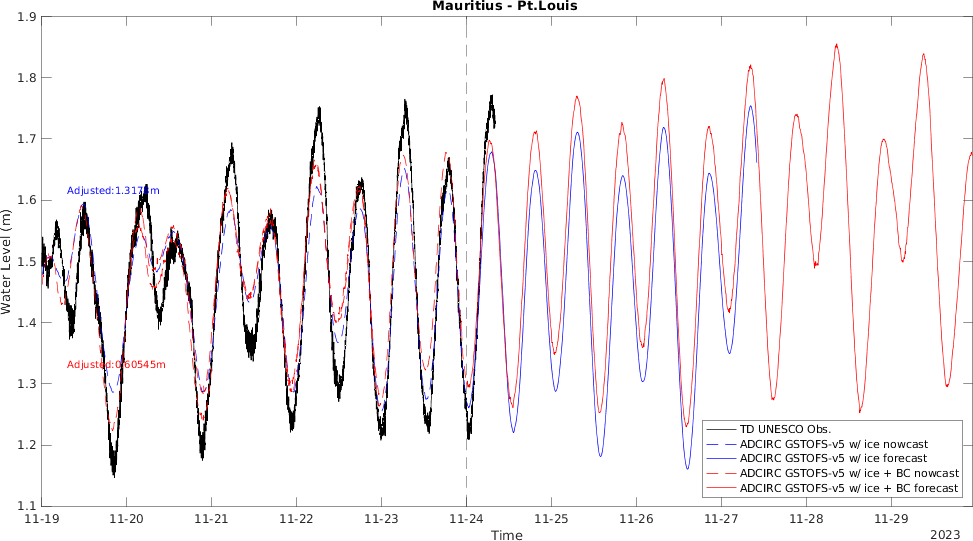 Mauritius - Pt.Louis
1.9
1.8
1.7
1.6
1.5
1.4
1.3
1.2
1.1
Water Level (m)
Adjusted:0.60545m
TD UNESCO Obs.
ADCIRC GSTOFS-v5 w/ ice nowcast
ADCIRC GSTOFS-v5 w/ ice forecast
ADCIRC GSTOFS-v5 w/ ice + BC nowcast
ADCIRC GSTOFS-v5 w/ ice + BC forecast
11-19 11-20 11-21 11-22 11-23 11-24 11-25 11-26 11-27 11-28 11-29
Time
2023